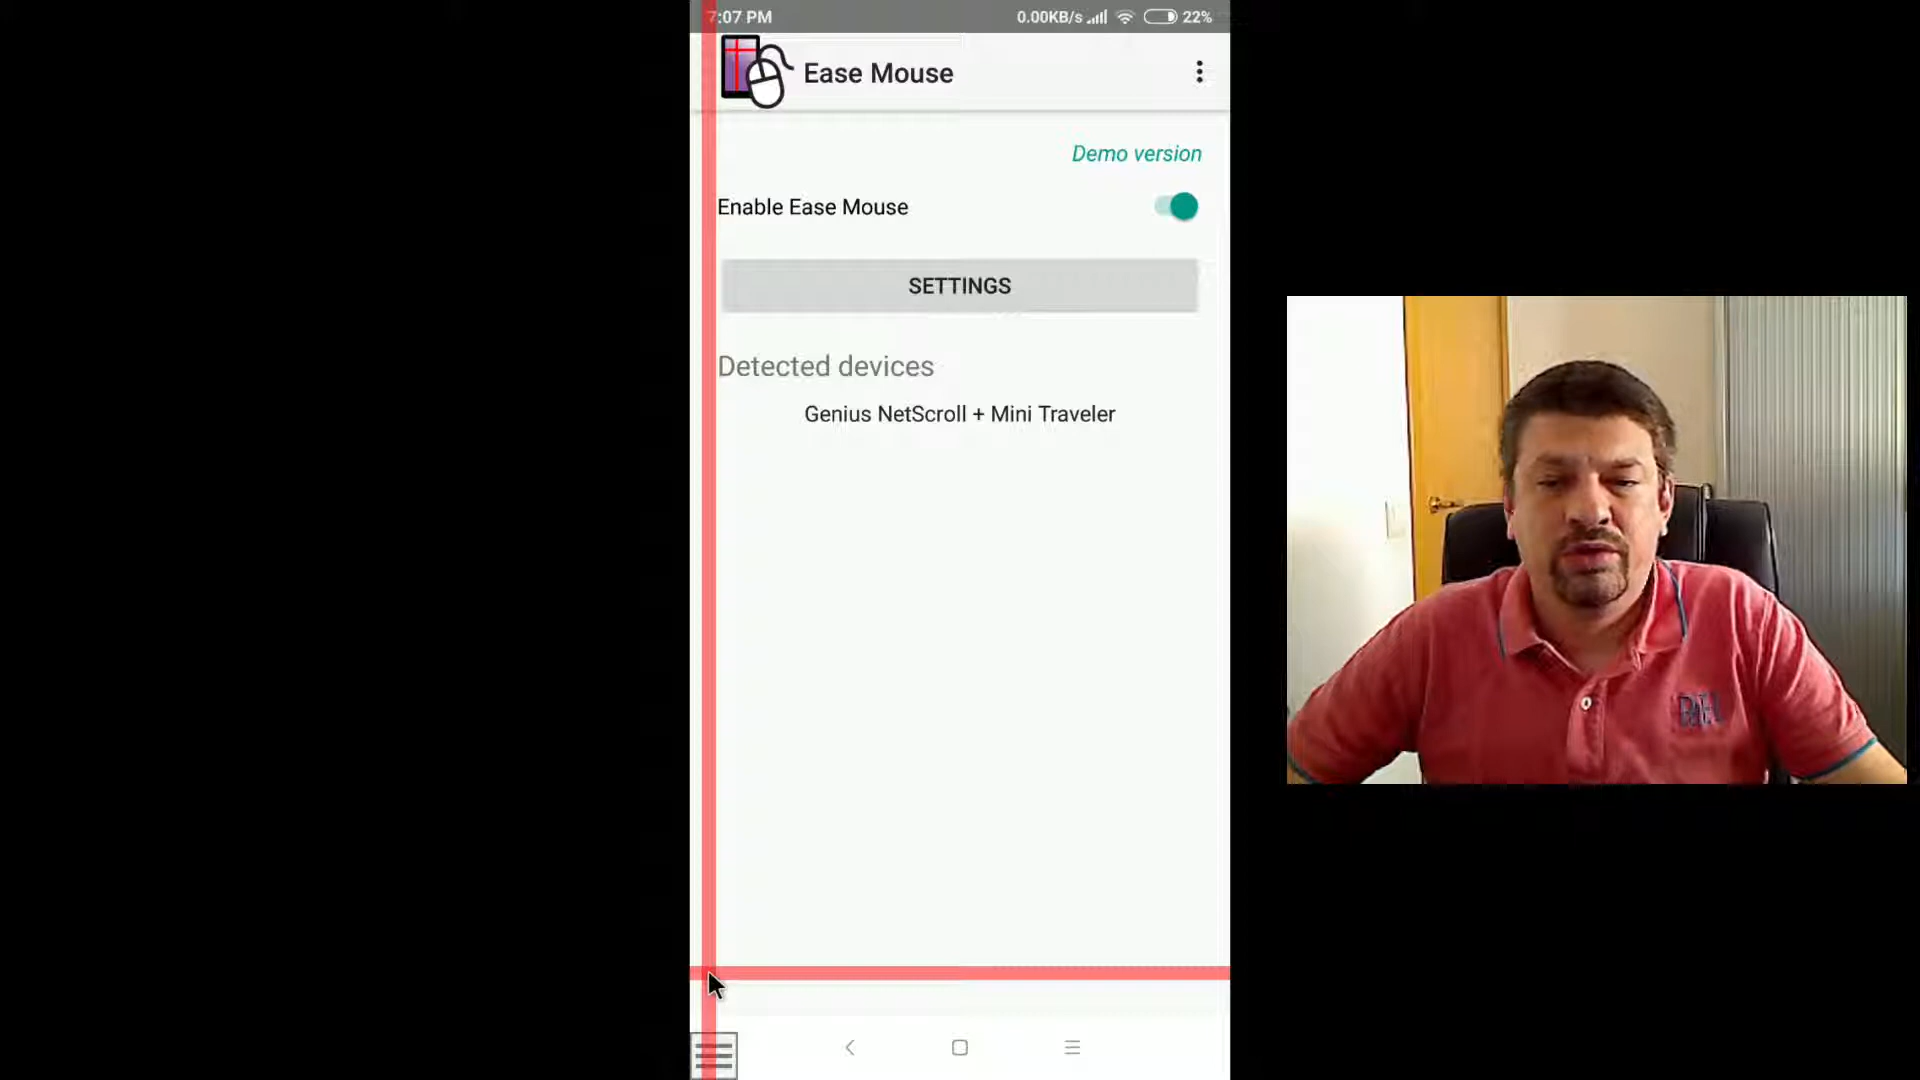 7:07 PM 0.00KB/s 22%
Ease Mouse
Demo version
Enable Ease Mouse
SETTINGS
Detected devices
Genius NetScroll + Mini Traveler